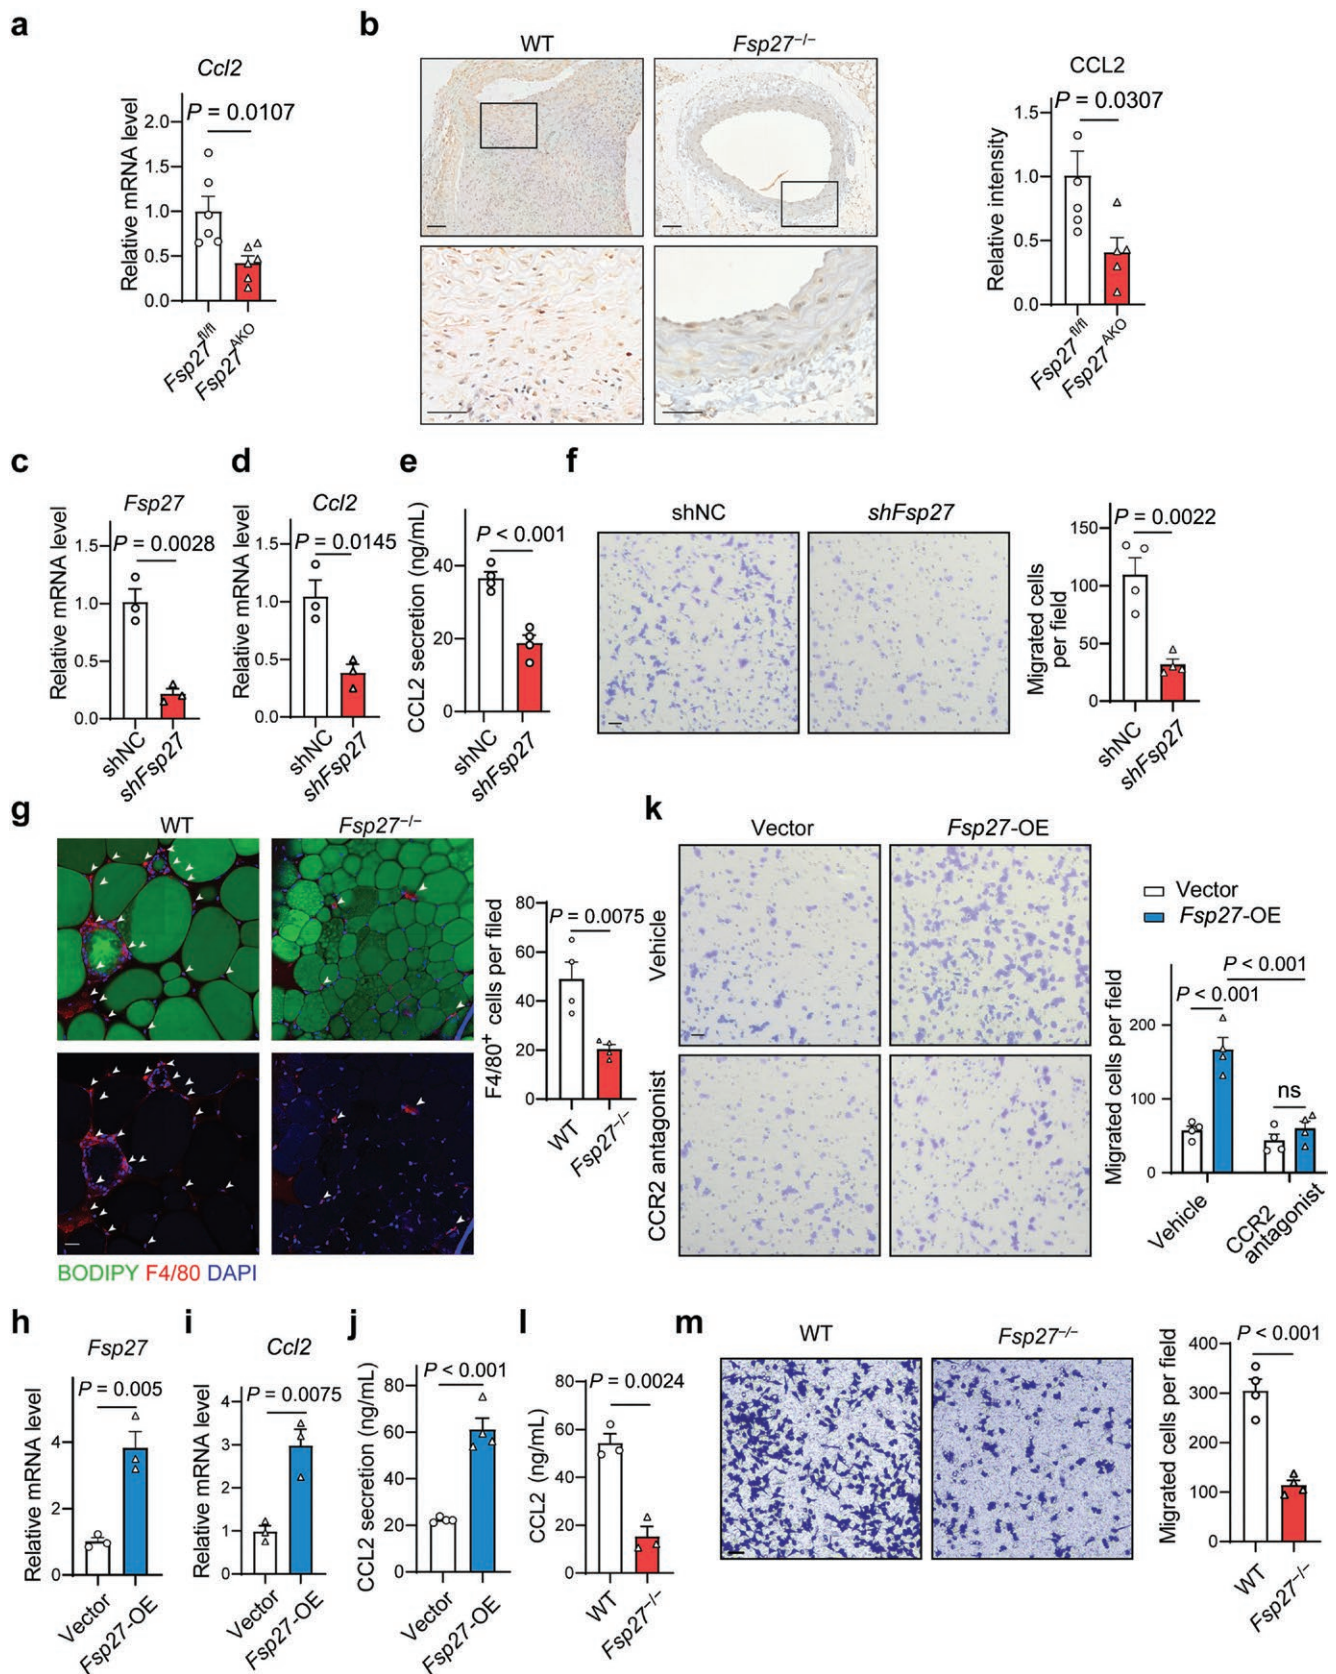 a
Ccl2
P = 0.0107
Relative mRNA level
2.0
1.5
1.0
0.5
0.0
Fsp27fl/fl
Fsp27AKO
b
WT
Fsp27–/–
CCL2
P = 0.0307
Relative intensity
1.5
1.0
0.5
0.0
Fsp27fl/fl
Fsp27AKO
c
Fsp27
P = 0.0028
Relative mRNA level
1.5
1.0
0.5
0.0
shNC
shFsp27
d
Ccl2
P = 0.0145
Relative mRNA level
1.5
1.0
0.5
0.0
shNC
shFsp27
e
P < 0.001
CCL2 secretion (ng/mL)
40
20
0
shNC
shFsp27
f
shNC
shFsp27
P = 0.0022
Migrated cells
per field
150
100
50
0
shNC
shFsp27
g
WT
Fsp27–/–
BODIPY F4/80 DAPI
P = 0.0075
F4/80+ cells per filed
80
60
40
20
0
WT
Fsp27–/–
k
Vector
Fsp27-OE
Vehicle
CCR2 antagonist
Vector
Fsp27-OE
P < 0.001
P < 0.001
ns
Migrated cells per field
200
100
0
Vehicle
CCR2
antagonist
h
Fsp27
P = 0.005
Relative mRNA level
4
2
0
Vector
Fsp27-OE
i
Ccl2
P = 0.0075
Relative mRNA level
4
3
2
1
0
Vector
Fsp27-OE
j
P < 0.001
CCL2 secretion (ng/mL)
80
60
40
20
0
Vector
Fsp27-OE
l
P = 0.0024
CCL2 (ng/mL)
80
60
40
20
0
WT
Fsp27–/–
m
WT
Fsp27–/–
P < 0.001
Migrated cells per field
400
300
200
100
0
WT
Fsp27–/–